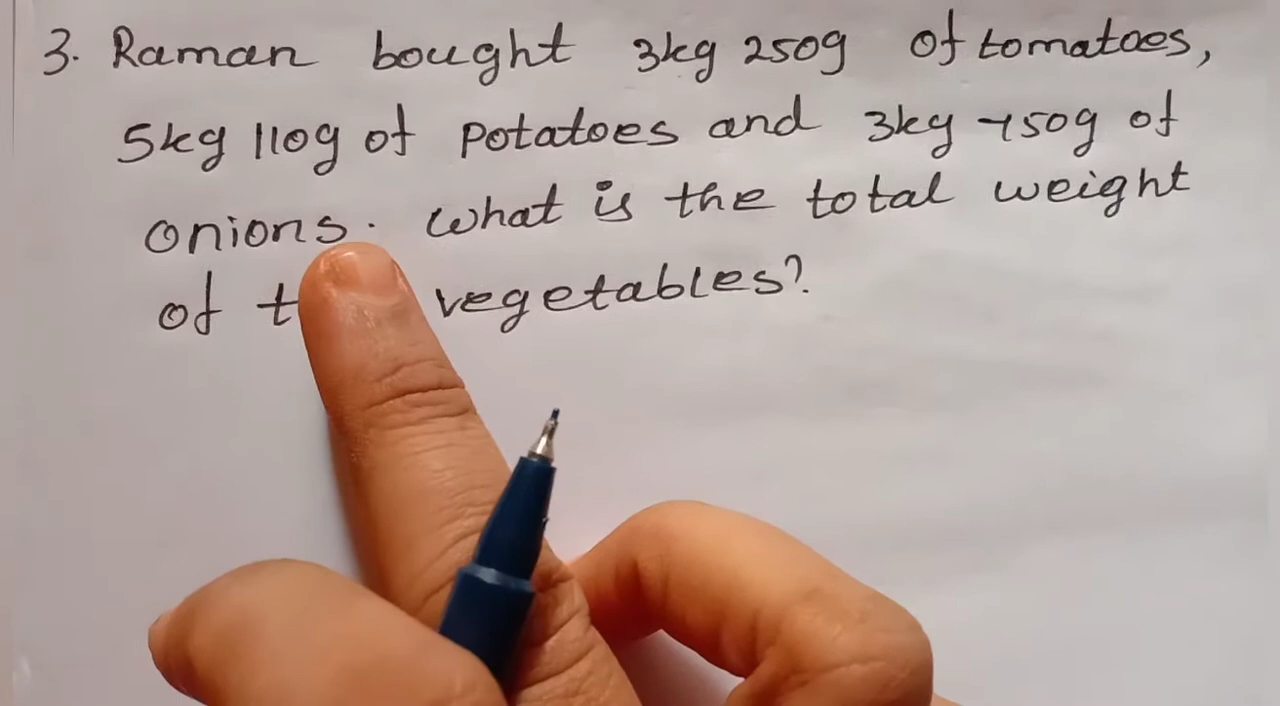 3. Raman bought 3kg 250g of tomatoes,
5kg 110g of potatoes and 3kg 750g of
onions. What is the total weight
of vegetables?